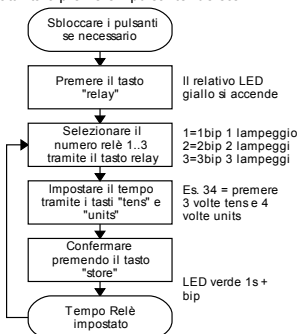 Sbloccare i pulsanti
se necessario
Premere il tasto
"relay"
Il relativo LED
giallo si accende
Selezionare il
numero relè 1..3
tramite il tasto relay
1=1bip 1 lampeggio
2=2bip 2 lampeggi
3=3bip 3 lampeggi
Impostare il tempo
tramite i tasti "tens" e
"units"
Es. 34 = premere
3 volte tens e 4
volte units
Confermare
premendo il tasto
"store"
LED verde 1s +
bip
Tempo Relè
impostato